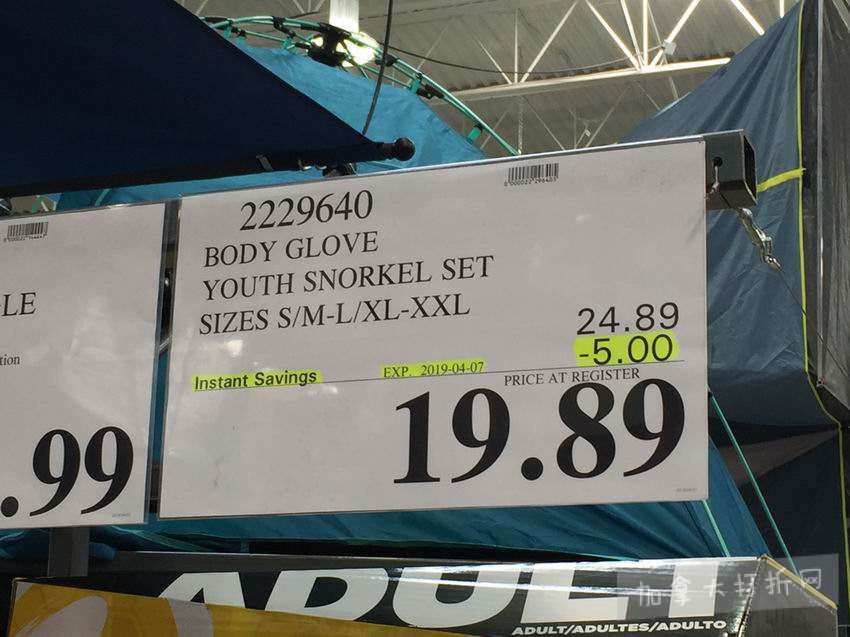 2229640
BODY GLOVE
YOUTH SNORKEL SET
SIZES S/M-L/XL-XXL
24.89
-5.00
Instant Savings EXP. 2019-04-07
PRICE AT REGISTER
19.89
LE
tion
.99
ADULT
ADULT/ADULTES/ADULTO
加拿大打折网